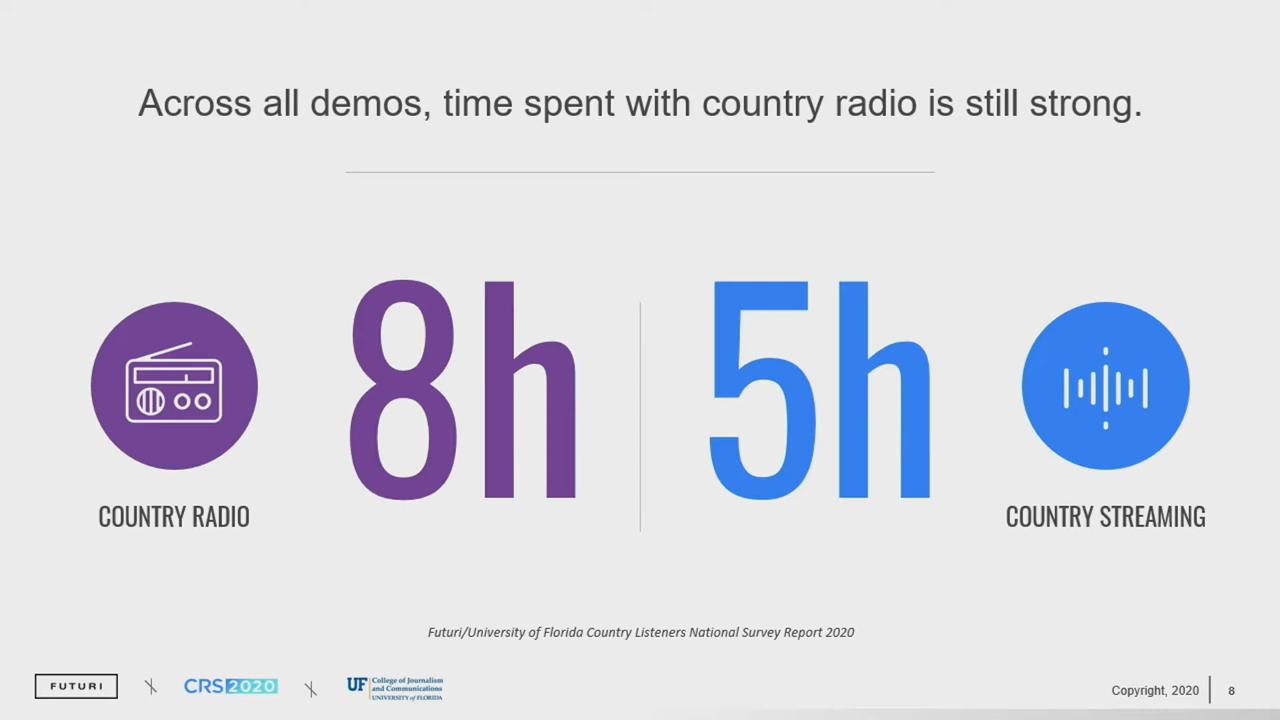 Across all demos, time spent with country radio is still strong.
8h
5h
COUNTRY RADIO
COUNTRY STREAMING
Futuri/University of Florida Country Listeners National Survey Report 2020
FUTURI
CRS2020
UF College of Journalism
and Communications
UNIVERSITY of FLORIDA
Copyright, 2020
8